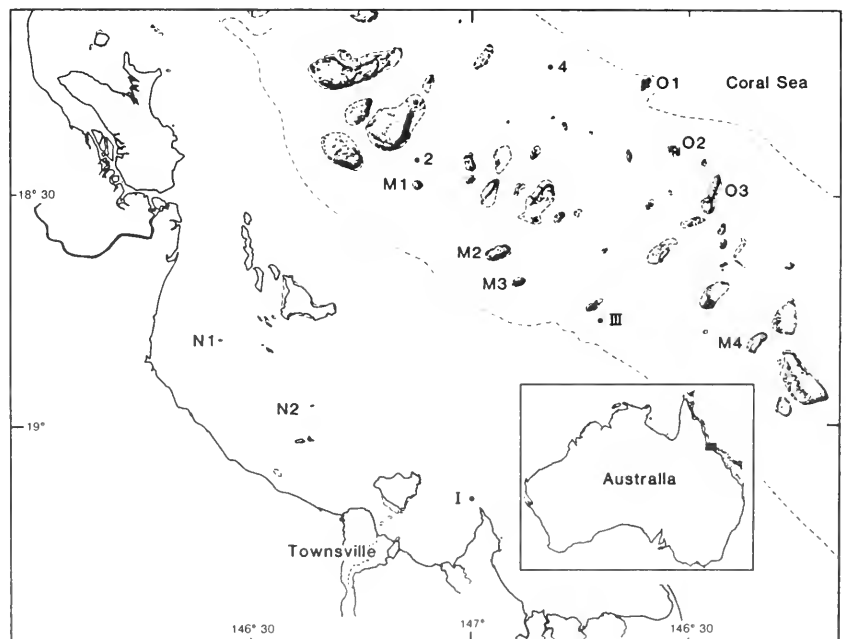 4
O1
Coral Sea
2
O2
M1
18° 30
O3
M2
M3
III
N1
M4
N2
19°
Australia
I
Townsville
146° 30
147°
146° 30